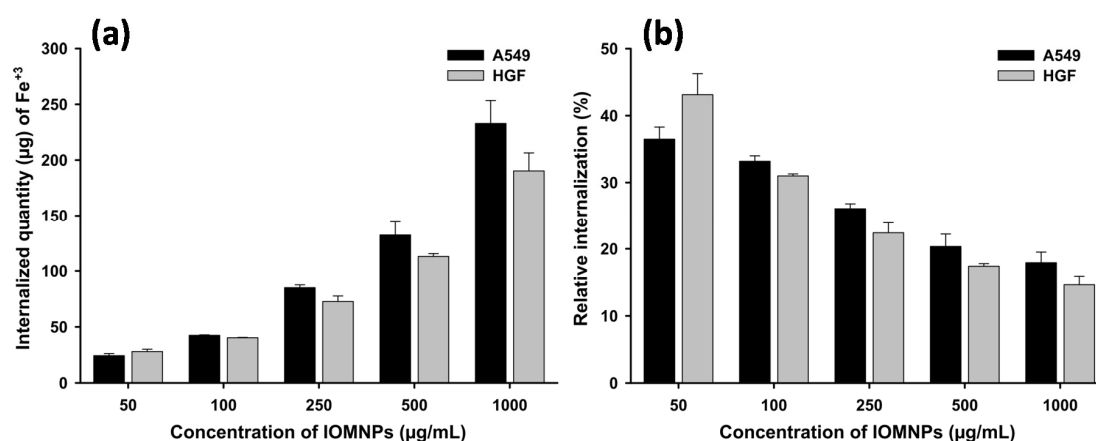 (a)
Internalized quantity (µg) of Fe⁺³
300
250
200
150
100
50
0
A549
HGF
50 100 250 500 1000
Concentration of IOMNPs (µg/mL)
(b)
Relative internalization (%)
50
40
30
20
10
0
A549
HGF
50 100 250 500 1000
Concentration of IOMNPs (µg/mL)